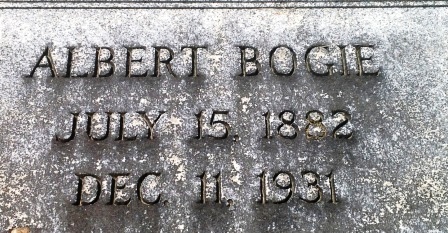 ALBERT BOGIE
JULY 15, 1882
DEC. 11, 1931